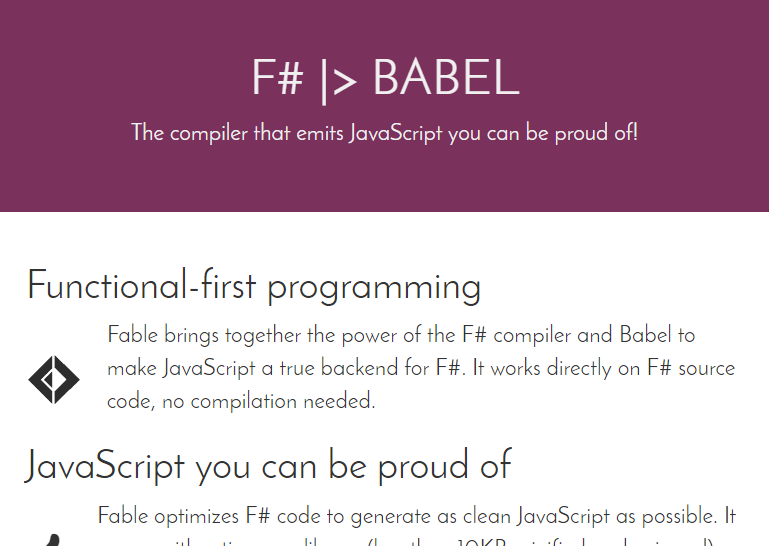 F# |> BABEL
The compiler that emits JavaScript you can be proud of!
Functional-first programming
Fable brings together the power of the F# compiler and Babel to
make JavaScript a true backend for F#. It works directly on F# source
code, no compilation needed.
JavaScript you can be proud of
Fable optimizes F# code to generate as clean JavaScript as possible. It